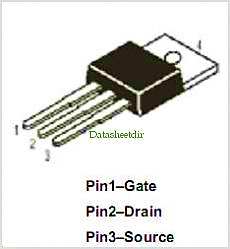 4
1
2
3
Datasheetdir
Pin1–Gate
Pin2–Drain
Pin3–Source